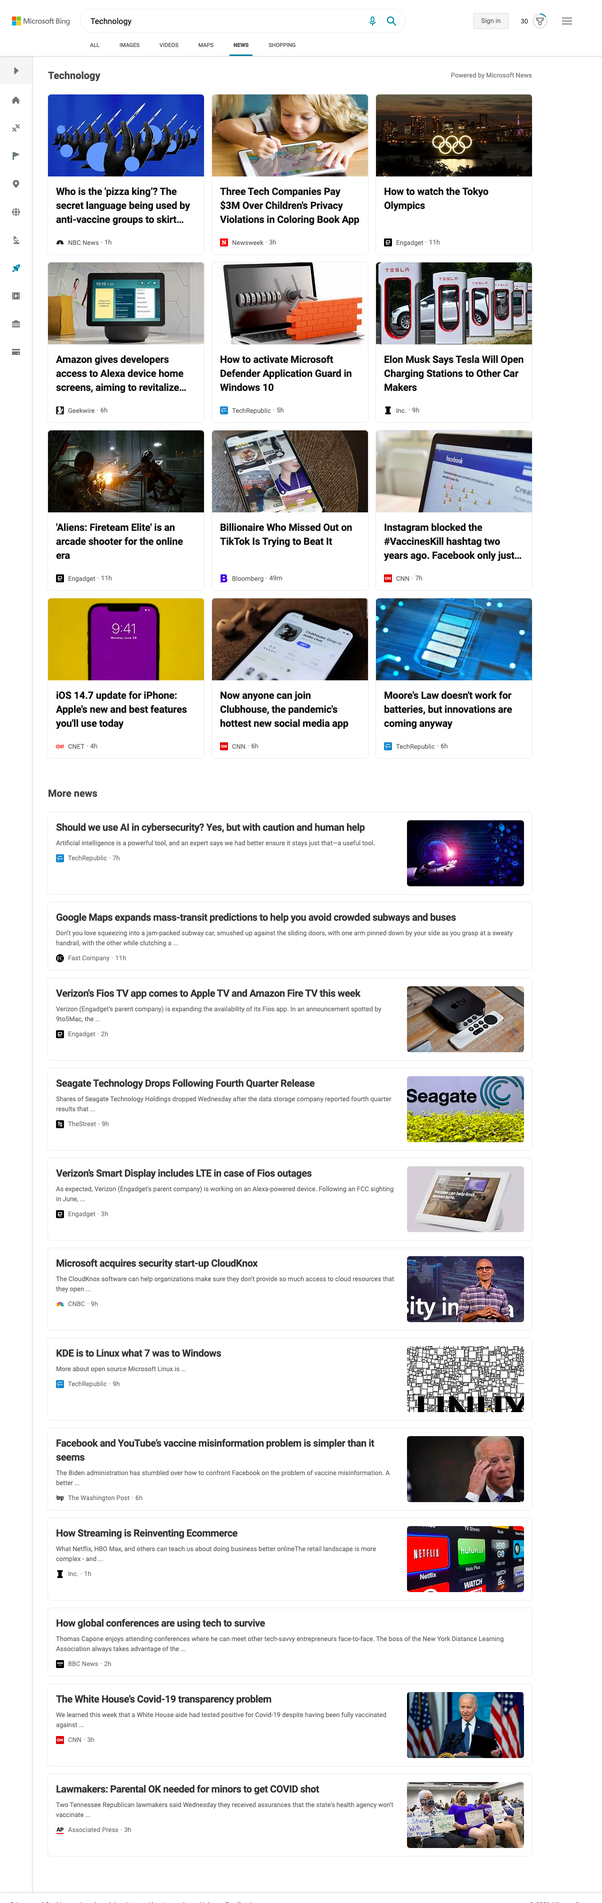 Microsoft Bing
Technology
Sign in
30
ALL IMAGES VIDEOS MAPS NEWS SHOPPING
Technology
Powered by Microsoft News
Who is the 'pizza king'? The
secret language being used by
anti-vaccine groups to skirt...
NBC News · 1h
Three Tech Companies Pay
$3M Over Children's Privacy
Violations in Coloring Book App
Newsweek · 3h
How to watch the Tokyo
Olympics
Engadget · 11h
TESLA
TESLA
Amazon gives developers
access to Alexa device home
screens, aiming to revitalize...
Geekwire · 6h
How to activate Microsoft
Defender Application Guard in
Windows 10
TechRepublic · 5h
Elon Musk Says Tesla Will Open
Charging Stations to Other Car
Makers
Inc. · 9h
facebook
'Aliens: Fireteam Elite' is an
arcade shooter for the online
era
Engadget · 11h
Billionaire Who Missed Out on
TikTok Is Trying to Beat It
Bloomberg · 49m
Instagram blocked the
#VaccinesKill hashtag two
years ago. Facebook only just...
CNN · 7h
9:41
iOS 14.7 update for iPhone:
Apple's new and best features
you'll use today
CNET · 4h
Now anyone can join
Clubhouse, the pandemic's
hottest new social media app
CNN · 6h
Moore's Law doesn't work for
batteries, but innovations are
coming anyway
TechRepublic · 6h
More news
Should we use AI in cybersecurity? Yes, but with caution and human help
Artificial intelligence is a powerful tool, and an expert says we had better ensure it stays just that—a useful tool.
TechRepublic · 7h
Google Maps expands mass-transit predictions to help you avoid crowded subways and buses
Don't you love squeezing into a jam-packed subway car, smushed up against the sliding doors, with one arm pinned down by your side as you grasp at a sweaty
handrail, with the other while clutching a ...
Fast Company · 11h
Verizon's Fios TV app comes to Apple TV and Amazon Fire TV this week
Verizon (Engadget's parent company) is expanding the availability of its Fios app. In an announcement spotted by
9to5Mac, the ...
Engadget · 2h
Seagate Technology Drops Following Fourth Quarter Release
Shares of Seagate Technology Holdings dropped Wednesday after the data storage company reported fourth quarter
results that ...
TheStreet · 9h
Seagate
Verizon's Smart Display includes LTE in case of Fios outages
As expected, Verizon (Engadget's parent company) is working on an Alexa-powered device. Following an FCC sighting
in June, ...
Engadget · 3h
Microsoft acquires security start-up CloudKnox
The CloudKnox software can help organizations make sure they don't provide so much access to cloud resources that
they open ...
CNBC · 9h
KDE is to Linux what 7 was to Windows
More about open source Microsoft Linux is ...
TechRepublic · 9h
Facebook and YouTube's vaccine misinformation problem is simpler than it
seems
The Biden administration has stumbled over how to confront Facebook on the problem of vaccine misinformation. A
better ...
The Washington Post · 6h
How Streaming is Reinventing Ecommerce
What Netflix, HBO Max, and others can teach us about doing business better onlineThe retail landscape is more
complex - and ...
Inc. · 1h
NETFLIX
Netflix
hulu
Hulu Plus
HBO
GO
WATCH
How global conferences are using tech to survive
Thomas Capone enjoys attending conferences where he can meet other tech-savvy entrepreneurs face-to-face. The boss of the New York Distance Learning
Association always takes advantage of the ...
BBC News · 2h
The White House's Covid-19 transparency problem
We learned this week that a White House aide had tested positive for Covid-19 despite having been fully vaccinated
against ...
CNN · 3h
Lawmakers: Parental OK needed for minors to get COVID shot
Two Tennessee Republican lawmakers said Wednesday they received assurances that the state's health agency won't
vaccinate ...
Associated Press · 3h